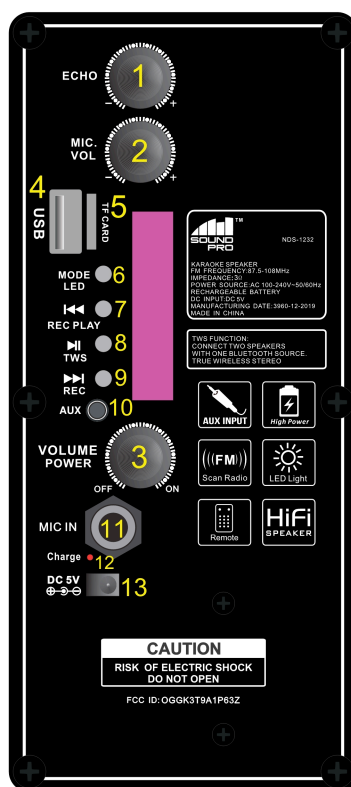 ECHO
1
− +
MIC.
VOL
2
− +
4
USB
5
TF CARD
MODE
LED
6
7
REC PLAY
8
TWS
9
REC
AUX
10
VOLUME
POWER
3
OFF ON
MIC IN
11
Charge
12
DC 5V
13
SOUND
PRO
TM
NDS-1232
KARAOKE SPEAKER
FM FREQUENCY:87.5-108MHz
IMPEDANCE:3Ω
POWER SOURCE:AC 100-240V~50/60Hz
RECHARGEABLE BATTERY
DC INPUT:DC 5V
MANUFACTURING DATE:3960-12-2019
MADE IN CHINA
TWS FUNCTION:
CONNECT TWO SPEAKERS
WITH ONE BLUETOOTH SOURCE.
TRUE WIRELESS STEREO
AUX INPUT
High Power
FM
Scan Radio
LED Light
Remote
HiFi
SPEAKER
CAUTION
RISK OF ELECTRIC SHOCK
DO NOT OPEN
FCC ID:OGGK3T9A1P63Z